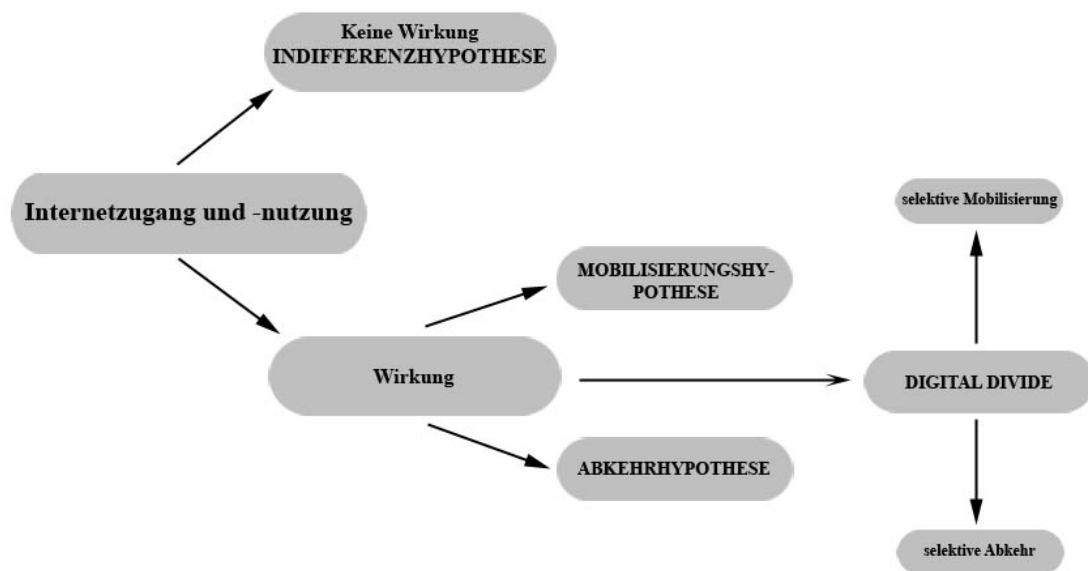 Keine Wirkung
INDIFFERENZHYPOTHESE
Internetzugang und -nutzung
selektive Mobilisierung
MOBILISIERUNGSHY-
POTHESE
Wirkung
DIGITAL DIVIDE
ABKEHRHYPOTHESE
selektive Abkehr